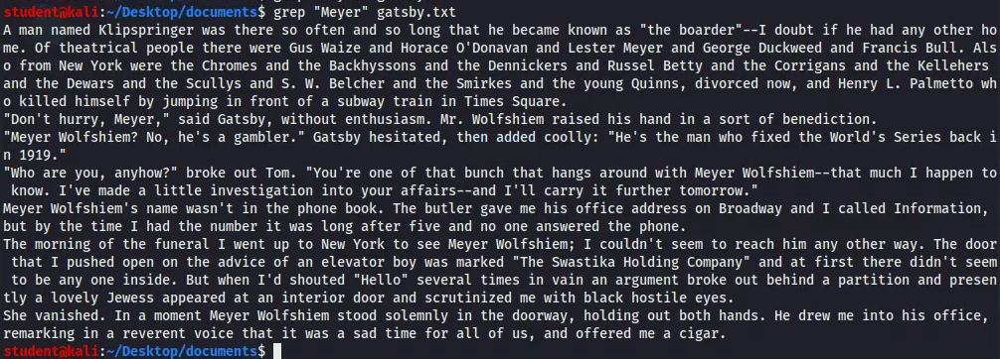 student@kali:~/Desktop/documents$ grep "Meyer" gatsby.txt
A man named Klipspringer was there so often and so long that he became known as "the boarder"--I doubt if he had any other ho
me. Of theatrical people there were Gus Waize and Horace O'Donavan and Lester Meyer and George Duckweed and Francis Bull. Als
o from New York were the Chromes and the Backhyssons and the Dennickers and Russel Betty and the Corrigans and the Kellehers
and the Dewars and the Scullys and S. W. Belcher and the Smirkes and the young Quinns, divorced now, and Henry L. Palmetto wh
o killed himself by jumping in front of a subway train in Times Square.
"Don't hurry, Meyer," said Gatsby, without enthusiasm. Mr. Wolfshiem raised his hand in a sort of benediction.
"Meyer Wolfshiem? No, he's a gambler." Gatsby hesitated, then added coolly: "He's the man who fixed the World's Series back i
n 1919."
"Who are you, anyhow?" broke out Tom. "You're one of that bunch that hangs around with Meyer Wolfshiem--that much I happen to
know. I've made a little investigation into your affairs--and I'll carry it further tomorrow."
Meyer Wolfshiem's name wasn't in the phone book. The butler gave me his office address on Broadway and I called Information,
but by the time I had the number it was long after five and no one answered the phone.
The morning of the funeral I went up to New York to see Meyer Wolfshiem; I couldn't seem to reach him any other way. The door
that I pushed open on the advice of an elevator boy was marked "The Swastika Holding Company" and at first there didn't seem
to be any one inside. But when I'd shouted "Hello" several times in vain an argument broke out behind a partition and presen
tly a lovely Jewess appeared at an interior door and scrutinized me with black hostile eyes.
She vanished. In a moment Meyer Wolfshiem stood solemnly in the doorway, holding out both hands. He drew me into his office,
remarking in a reverent voice that it was a sad time for all of us, and offered me a cigar.
student@kali:~/Desktop/documents$